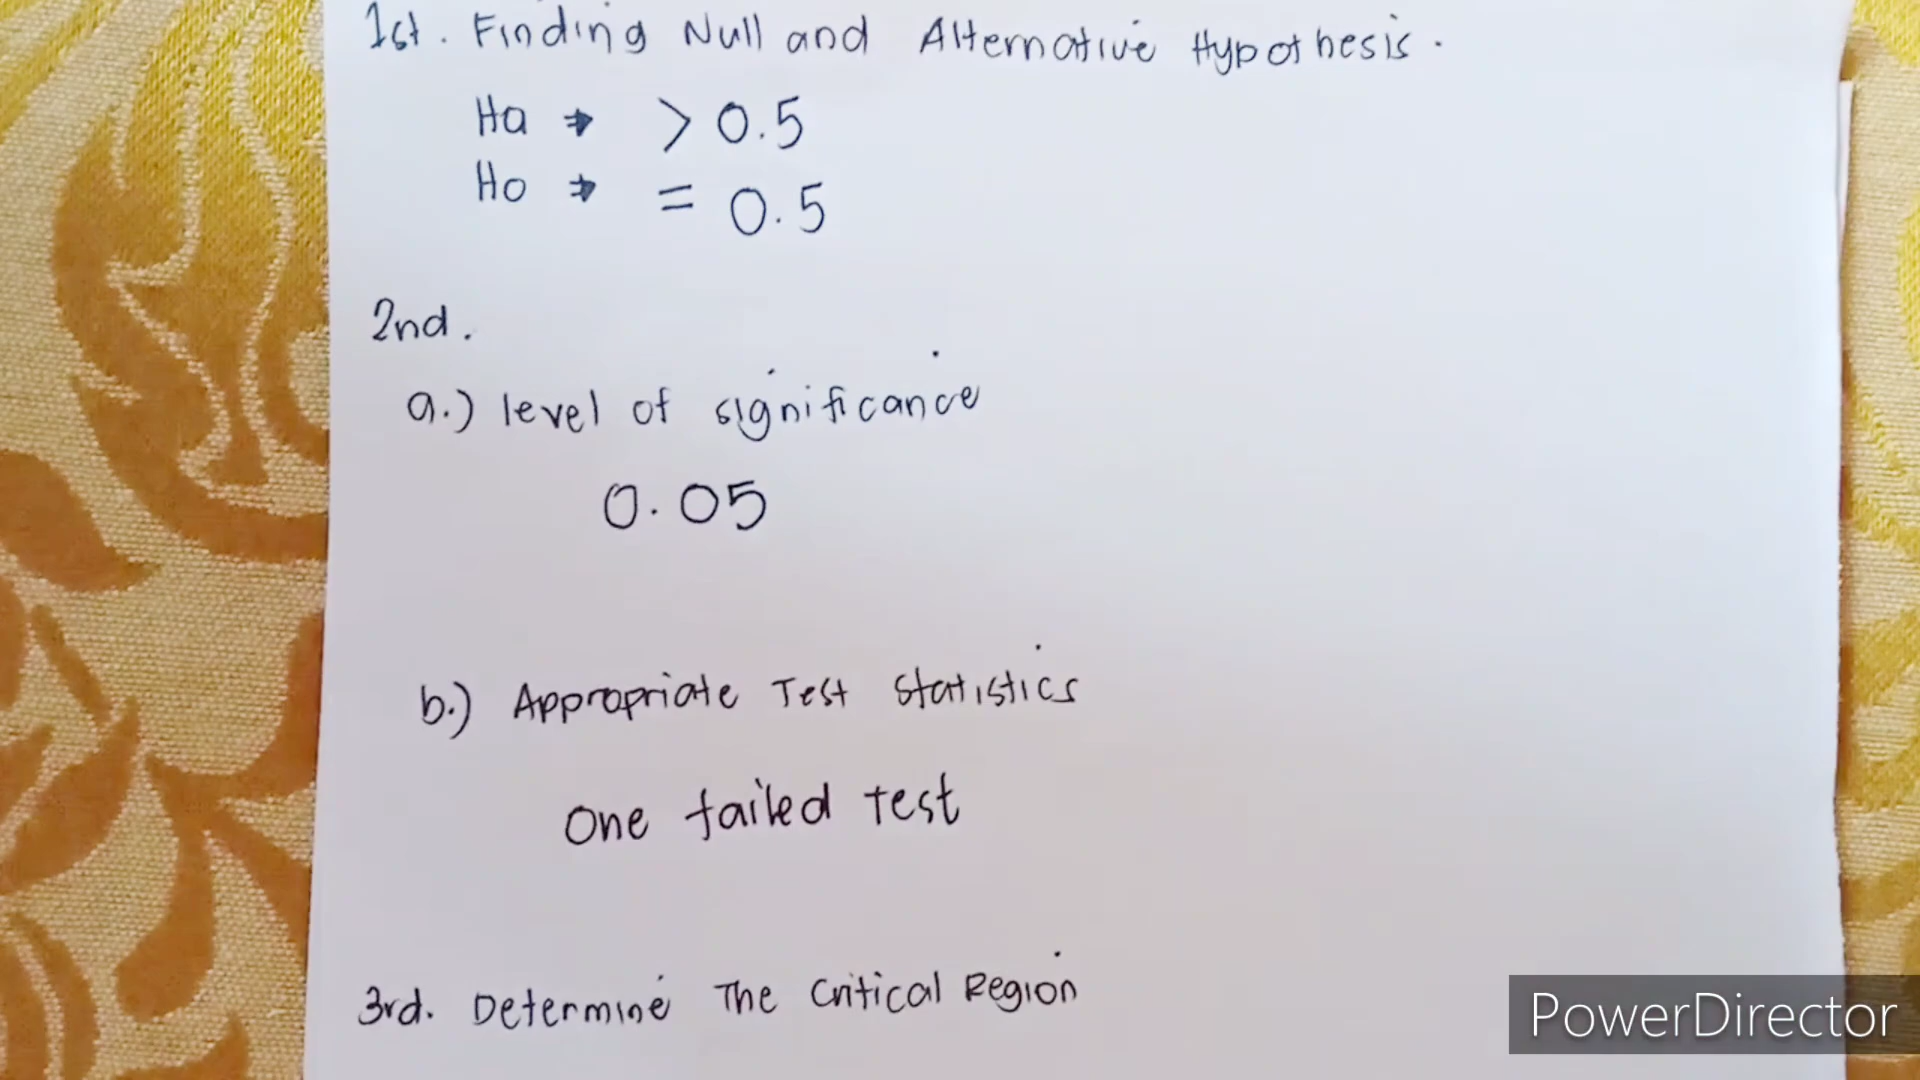 1st. Finding Null and Alternative Hypothesis.
Ha → > 0.5
Ho → = 0.5
2nd.
a.) level of significance
0.05
b.) Appropriate Test Statistics
One tailed test
3rd. Determine The Critical Region
PowerDirector